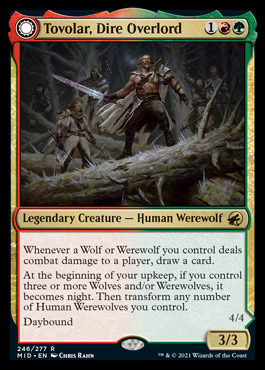 Tovolar, Dire Overlord 1
Legendary Creature — Human Werewolf
Whenever a Wolf or Werewolf you control deals
combat damage to a player, draw a card.
At the beginning of your upkeep, if you control
three or more Wolves and/or Werewolves, it
becomes night. Then transform any number
of Human Werewolves you control.
4/4
Daybound
3/3
246/277 R
MID • EN Chris Rahn ™ & © 2021 Wizards of the Coast